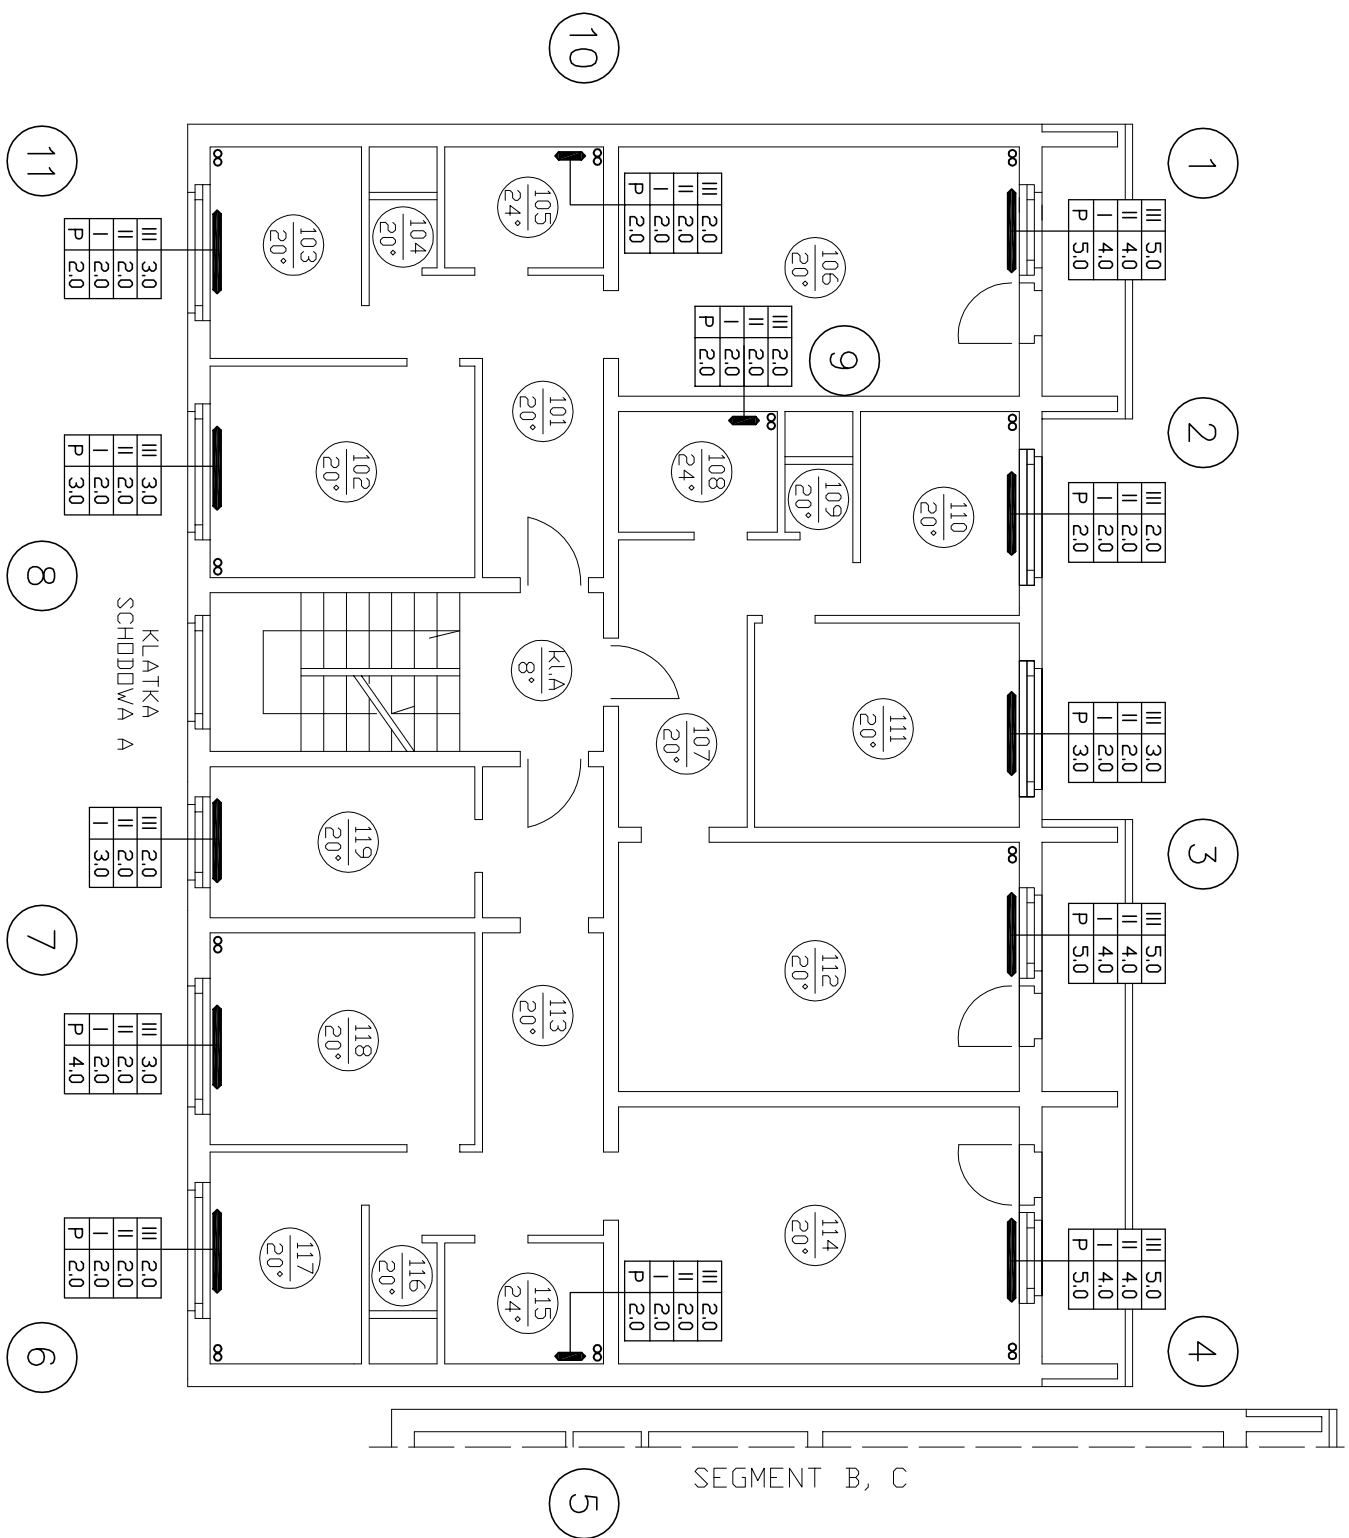 10
11
1
III 5.0
II 4.0
I 4.0
P 5.0
105
24°
III 2.0
II 2.0
I 2.0
P 2.0
103
20°
104
20°
106
20°
III 3.0
II 2.0
I 2.0
P 2.0
III 2.0
II 2.0
I 2.0
P 2.0
9
2
101
20°
102
20°
108
24°
109
20°
110
20°
III 3.0
II 2.0
I 2.0
P 3.0
III 2.0
II 2.0
I 2.0
P 2.0
8
KLATKA
SCHODOWA A
kl.A
8°
107
20°
111
20°
III 3.0
II 2.0
I 2.0
P 3.0
119
20°
III 2.0
II 2.0
I 3.0
3
7
112
20°
III 5.0
II 4.0
I 4.0
P 5.0
113
20°
118
20°
III 3.0
II 2.0
I 2.0
P 4.0
114
20°
III 5.0
II 4.0
I 4.0
P 5.0
117
20°
116
20°
115
24°
III 2.0
II 2.0
I 2.0
P 2.0
III 2.0
II 2.0
I 2.0
P 2.0
6
4
SEGMENT B, C
5